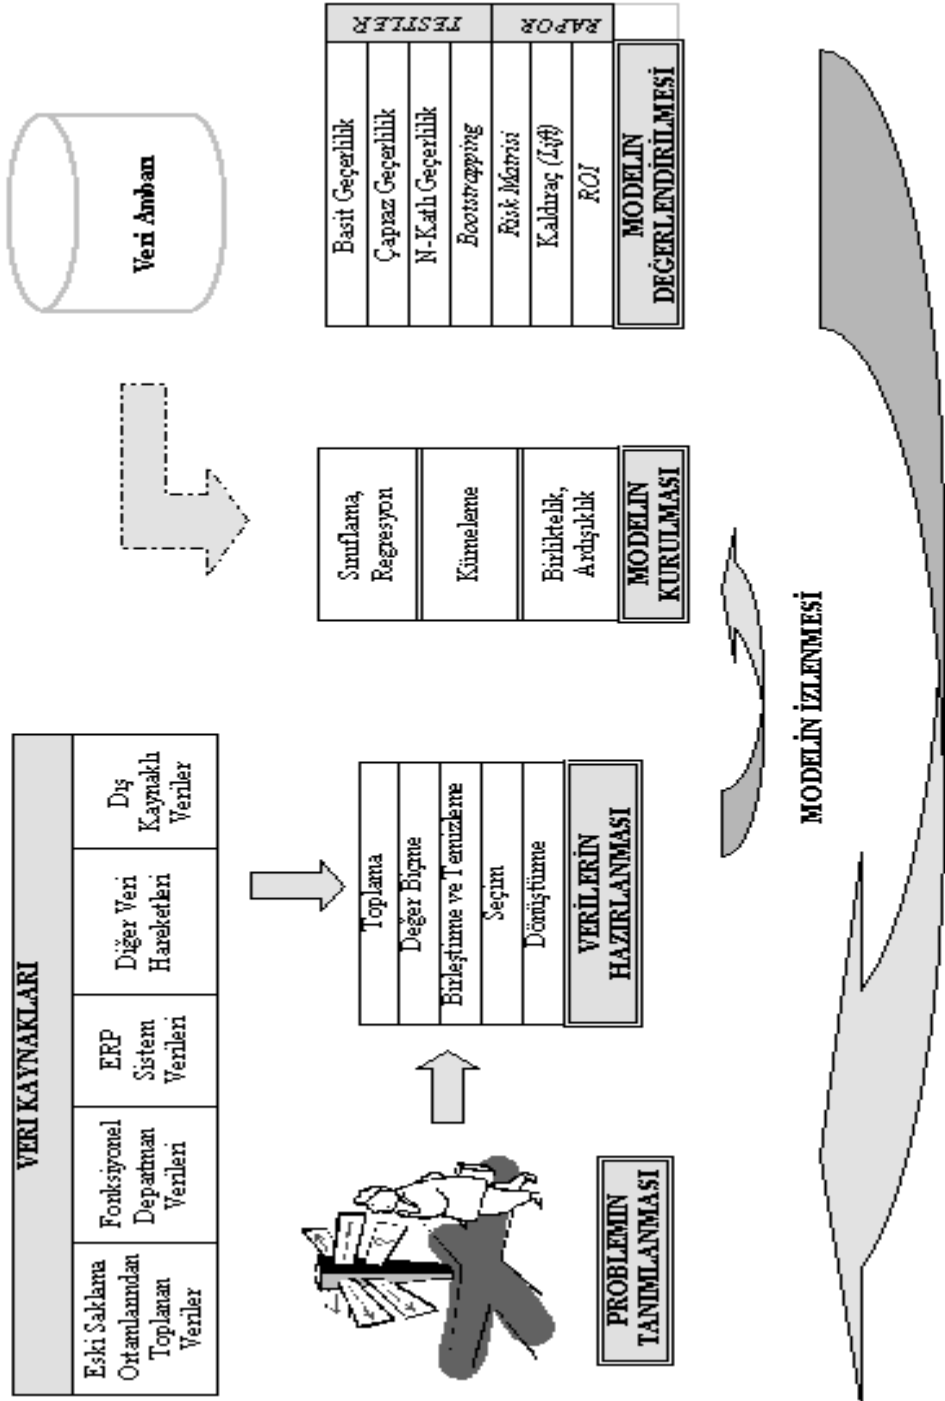 VERİ KAYNAKLARI
Eski Saklama
Ortamlarından
Toplanan
Veriler
Fonksiyonel
Departman
Verileri
ERP
Sistem
Verileri
Diğer Veri
Hareketleri
Dış
Kaynaklı
Veriler
Veri Ambarı
PROBLEMİN
TANIMLANMASI
Toplama
Değer Biçme
Birleştirme ve Temizleme
Seçim
Dönüştürme
VERİLERİN
HAZIRLANMASI
Sınıflama,
Regresyon
Kümeleme
Birliktelik,
Ardışıklık
MODELIN
KURULMASI
Basit Geçerlilik
Çapraz Geçerlilik
N-Katlı Geçerlilik
Bootstrapping
Risk Matrisi
Kaldıraç (Lift)
ROI
TESTLER
RAPOR
MODELIN
DEĞERLENDİRİLMESİ
MODELİN İZLENMESİ